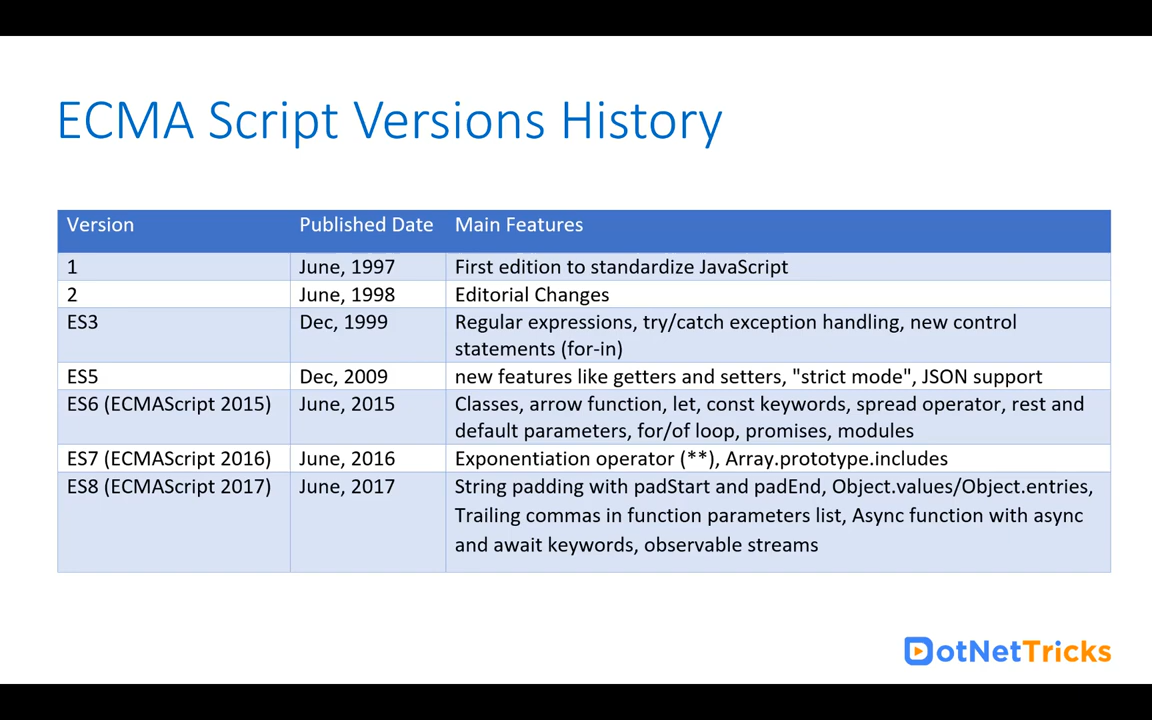 ECMA Script Versions History
Version Published Date Main Features
1 June, 1997 First edition to standardize JavaScript
2 June, 1998 Editorial Changes
ES3 Dec, 1999 Regular expressions, try/catch exception handling, new control
statements (for-in)
ES5 Dec, 2009 new features like getters and setters, "strict mode", JSON support
ES6 (ECMAScript 2015) June, 2015 Classes, arrow function, let, const keywords, spread operator, rest and
default parameters, for/of loop, promises, modules
ES7 (ECMAScript 2016) June, 2016 Exponentiation operator (**), Array.prototype.includes
ES8 (ECMAScript 2017) June, 2017 String padding with padStart and padEnd, Object.values/Object.entries,
Trailing commas in function parameters list, Async function with async
and await keywords, observable streams
DotNetTricks